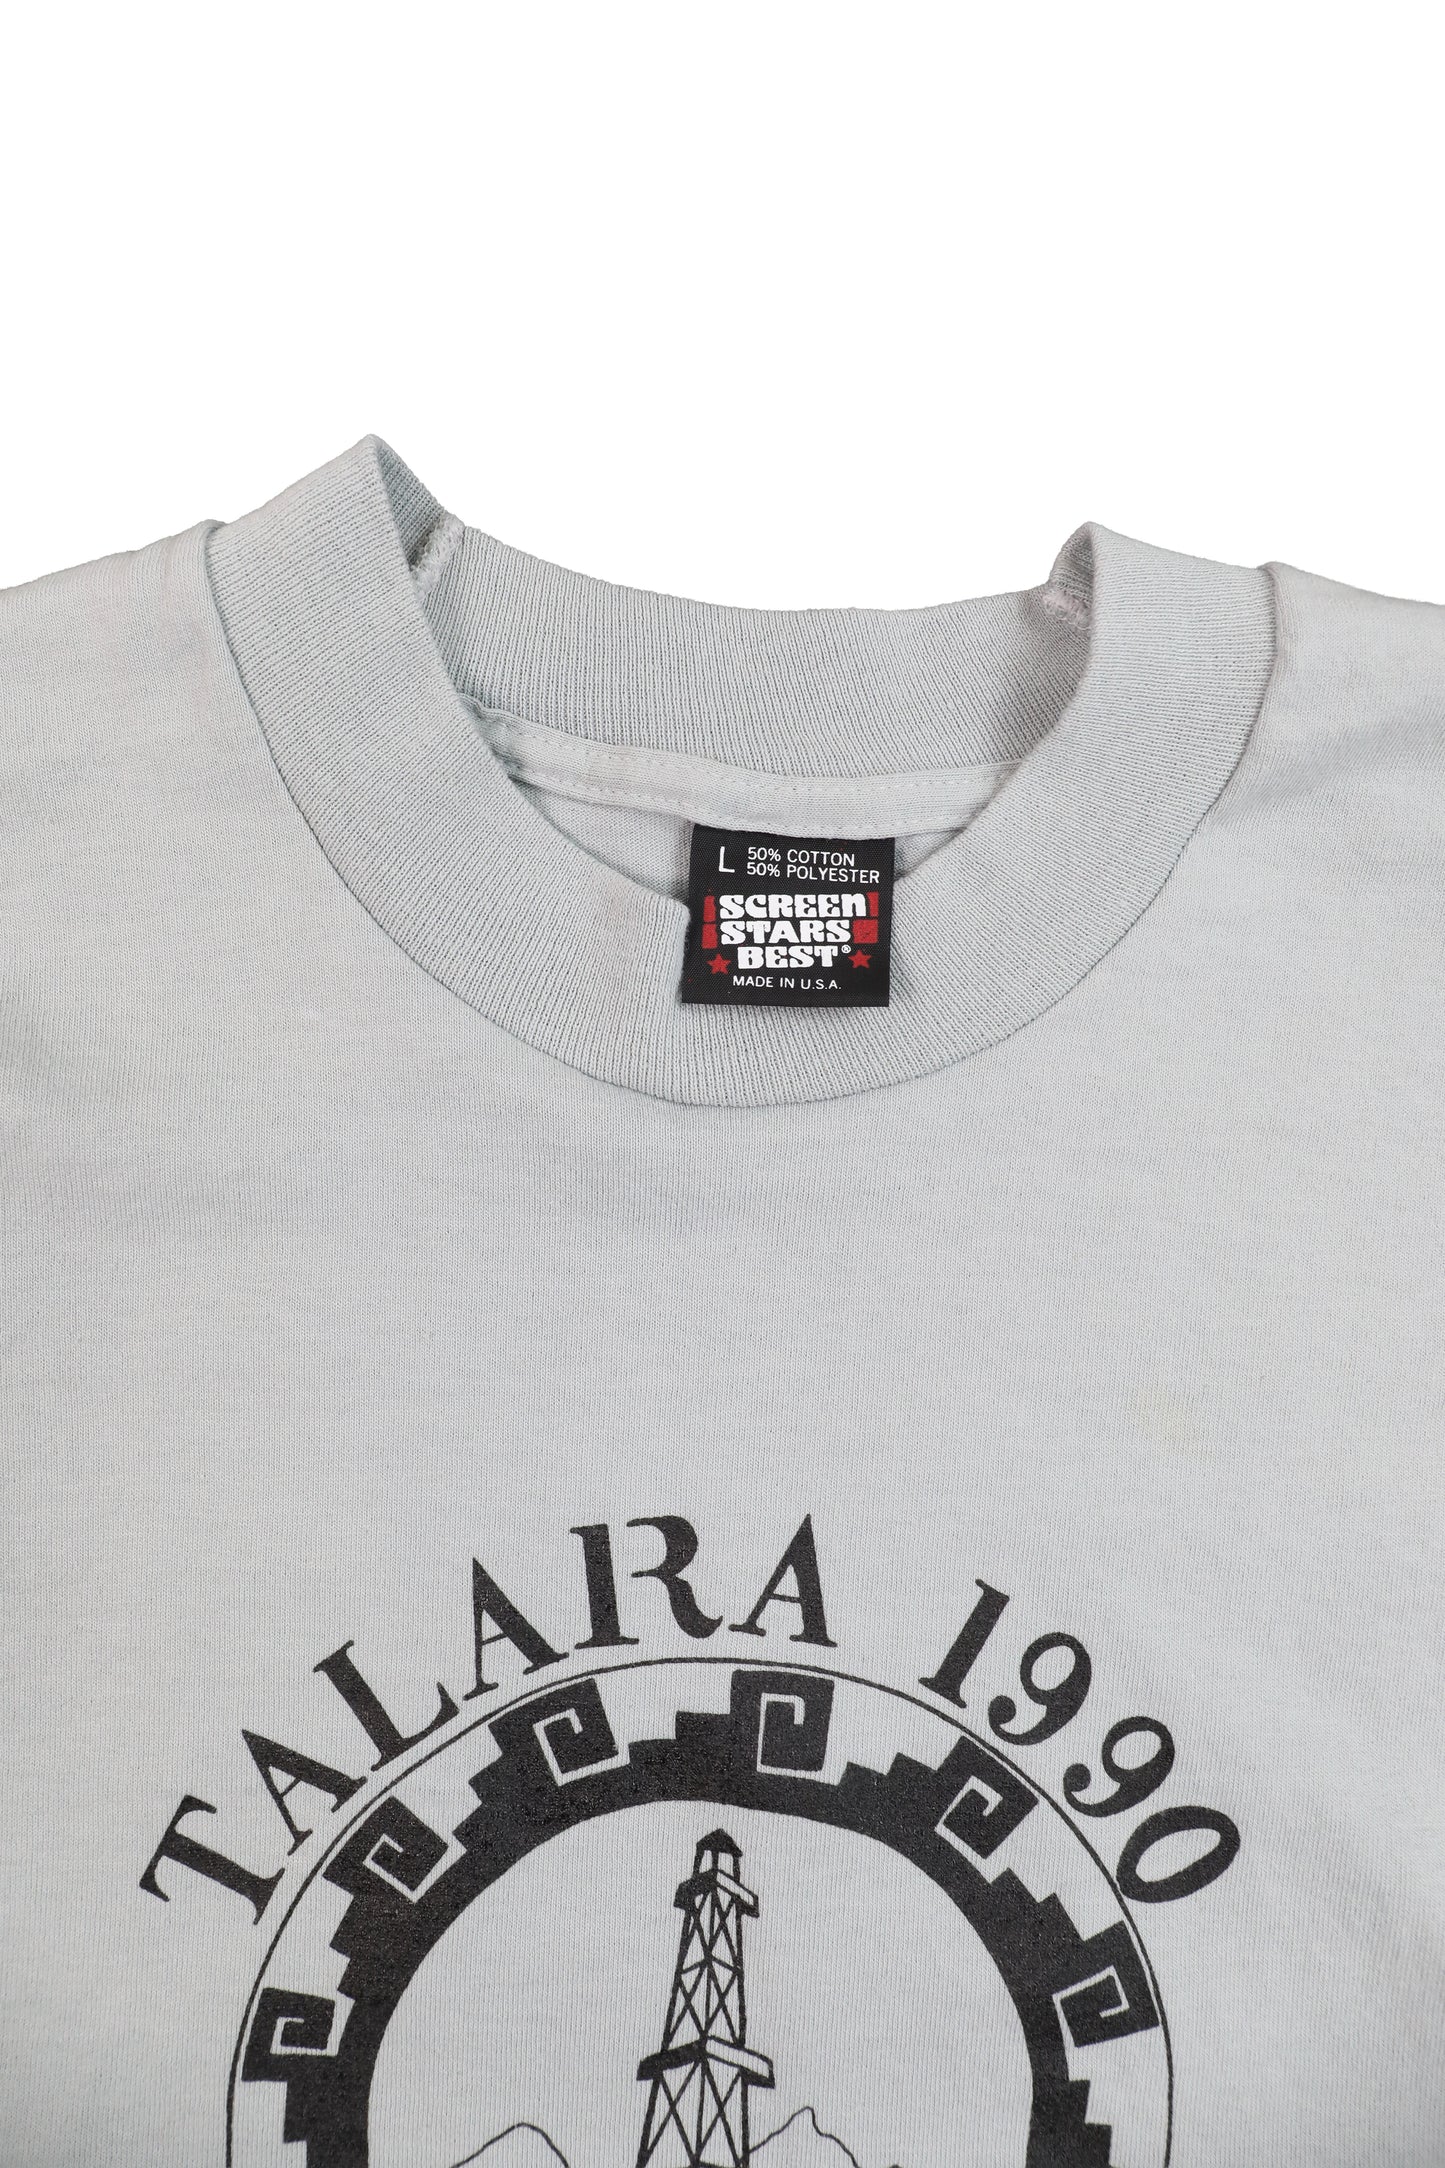 L 50% COTTON
50% POLYESTER
SCREEN
STARS
BEST®
MADE IN U.S.A.
TALARA 1990